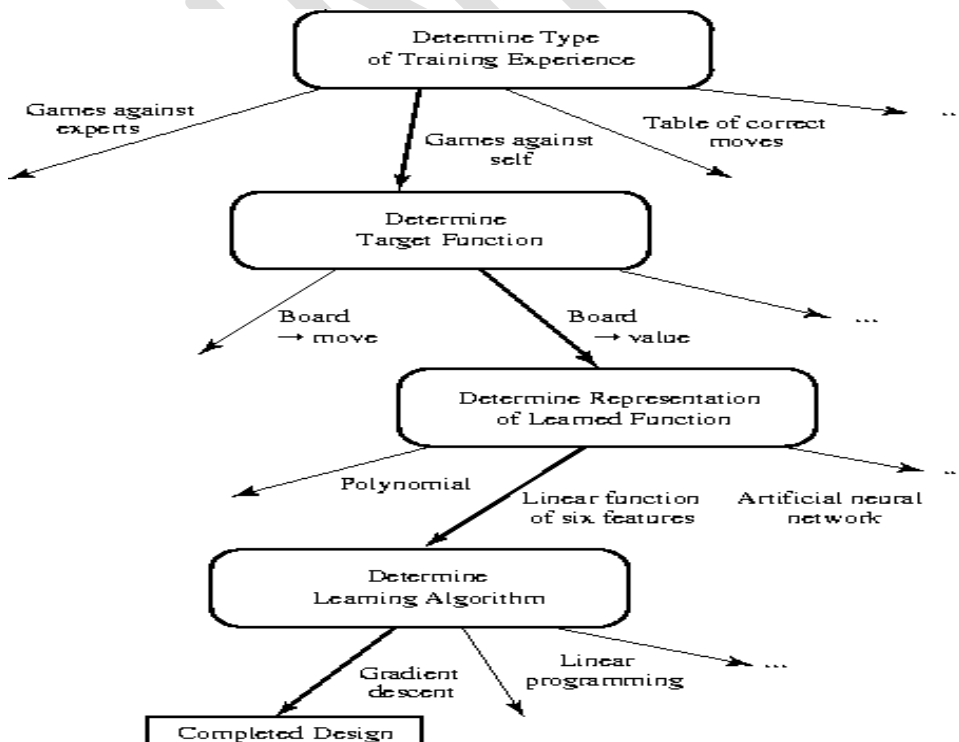 Determine Type
of Training Experience
Games against
experts
Games against
self
Table of correct
moves
..
Determine
Target Function
Board
→ move
Board
→ value
...
Determine Representation
of Learned Function
Polynomial
Linear function
of six features
Artificial neural
network
..
Determine
Learning Algorithm
Gradient
descent
Linear
programming
...
Completed Design